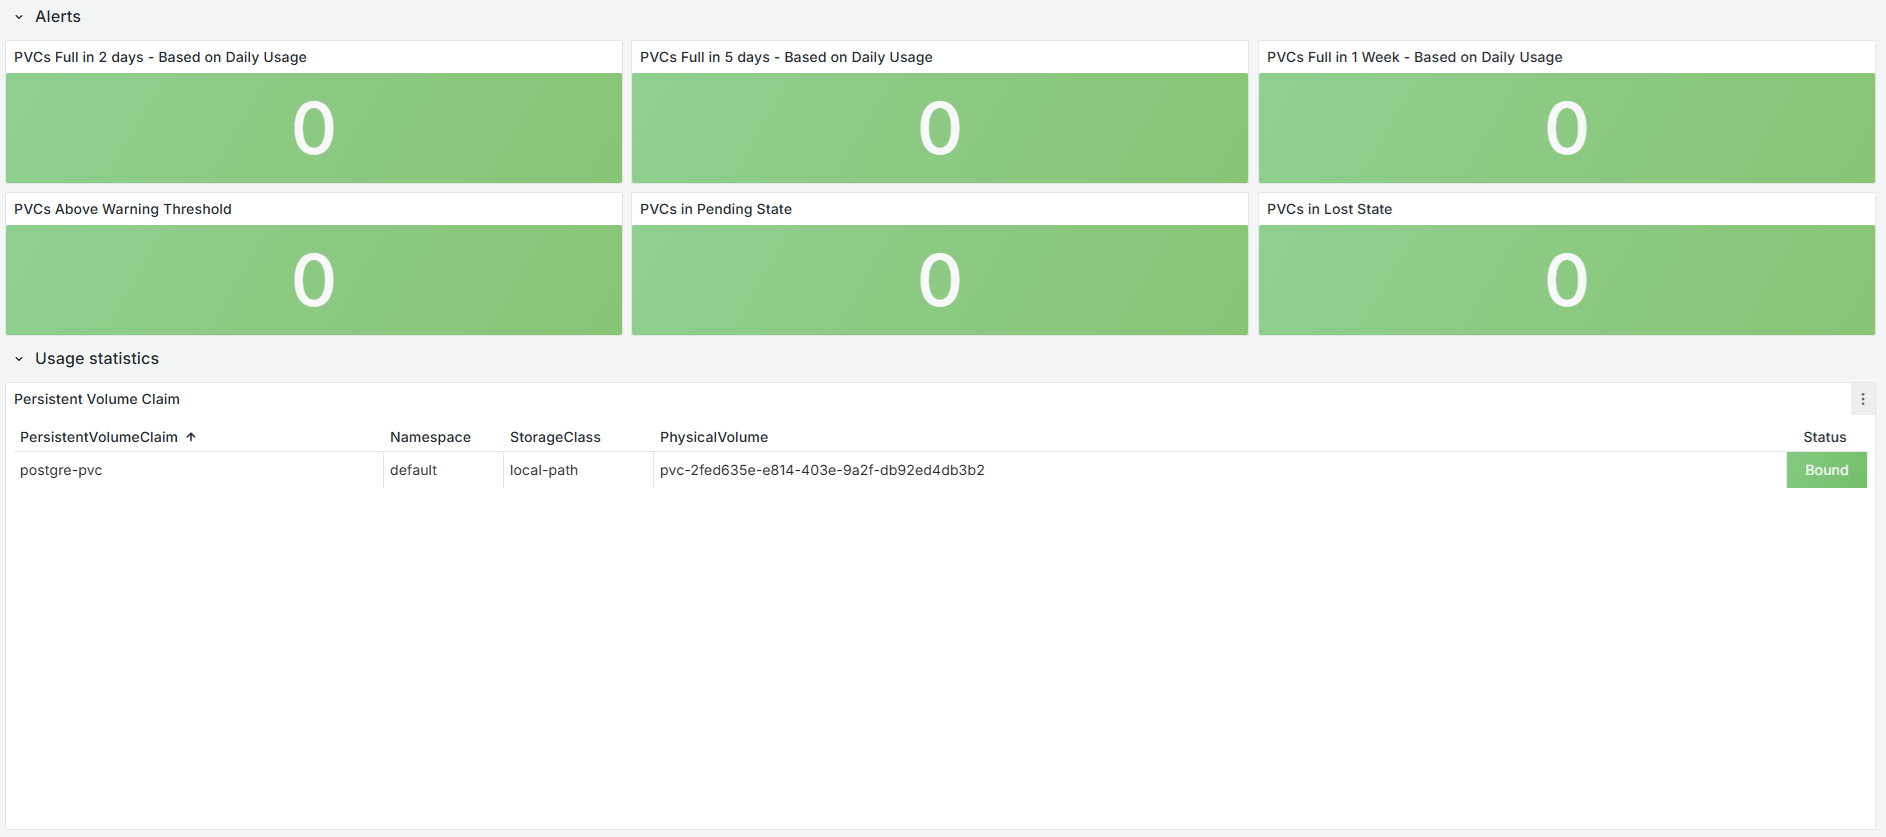 Alerts
PVCs Full in 2 days - Based on Daily Usage
PVCs Full in 5 days - Based on Daily Usage
PVCs Full in 1 Week - Based on Daily Usage
0
0
0
PVCs Above Warning Threshold
PVCs in Pending State
PVCs in Lost State
0
0
0
Usage statistics
Persistent Volume Claim
PersistentVolumeClaim Namespace StorageClass PhysicalVolume Status
postgre-pvc default local-path pvc-2fed635e-e814-403e-9a2f-db92ed4db3b2 Bound